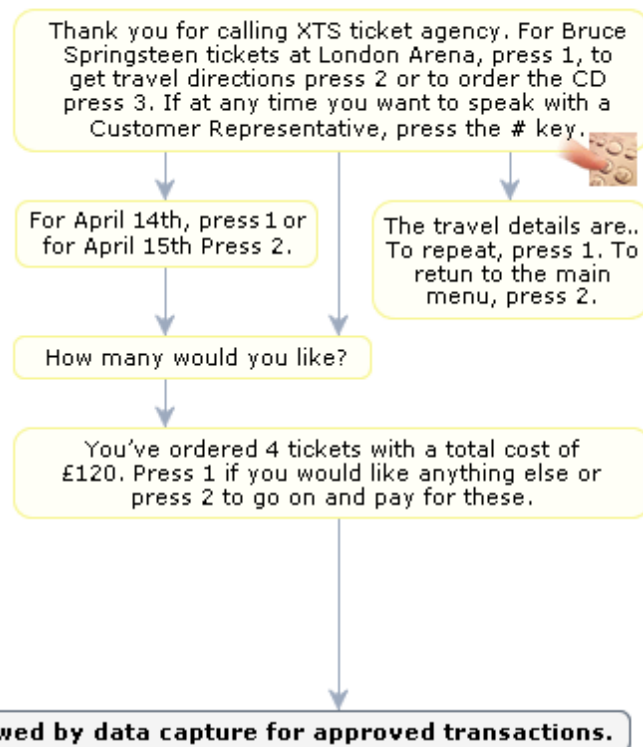 Thank you for calling XTS ticket agency. For Bruce
Springsteen tickets at London Arena, press 1, to
get travel directions press 2 or to order the CD
press 3. If at any time you want to speak with a
Customer Representative, press the # key.
For April 14th, press 1 or
for April 15th Press 2.
The travel details are..
To repeat, press 1. To
retun to the main
menu, press 2.
How many would you like?
You've ordered 4 tickets with a total cost of
£120. Press 1 if you would like anything else or
press 2 to go on and pay for these.
by data capture for approved transactions.